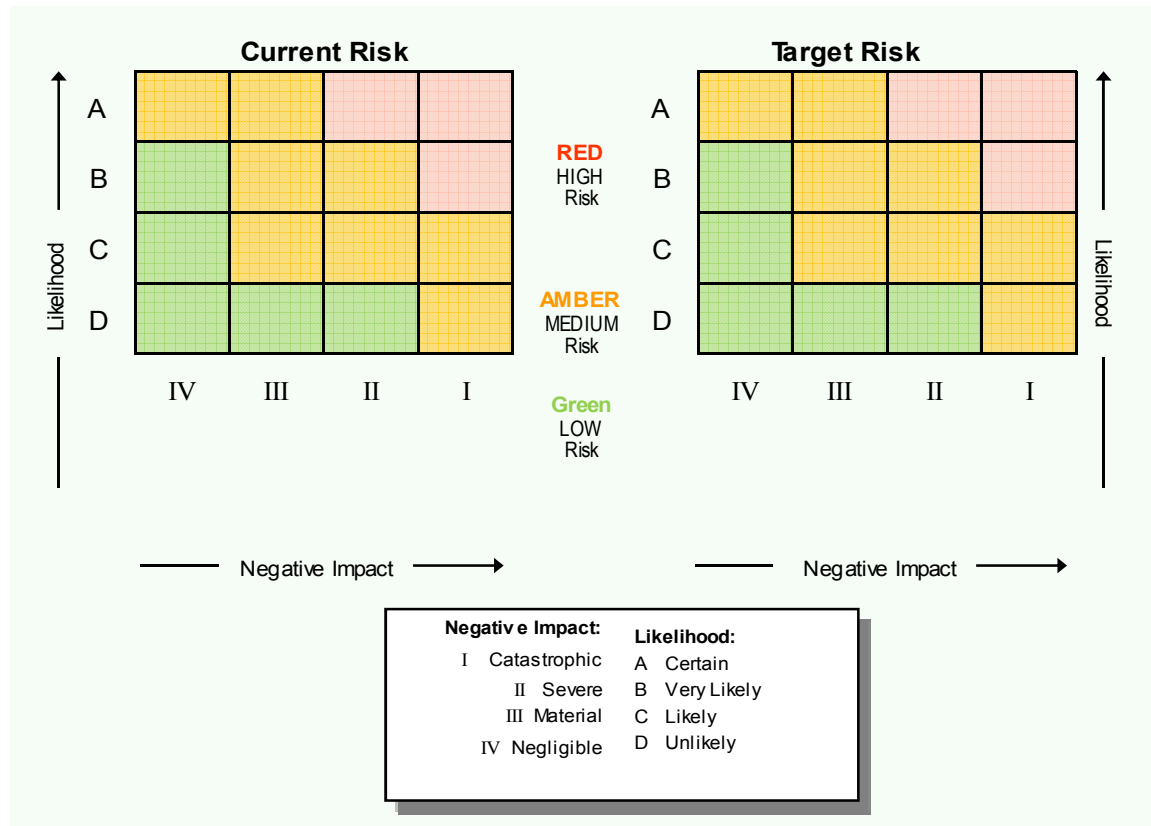 Current Risk
Target Risk
A
B
C
D
Likelihood
IV III II I
Negative Impact
RED
HIGH
Risk
AMBER
MEDIUM
Risk
Green
LOW
Risk
A
B
C
D
Likelihood
IV III II I
Negative Impact
Negative Impact:
I Catastrophic
II Severe
III Material
IV Negligible
Likelihood:
A Certain
B Very Likely
C Likely
D Unlikely